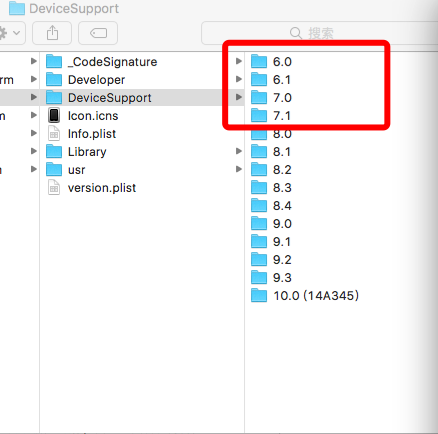 DeviceSupport
搜索
_CodeSignature
rm
Developer
DeviceSupport
Icon.icns
Info.plist
Library
usr
version.plist
6.0
6.1
7.0
7.1
8.0
8.1
8.2
8.3
8.4
9.0
9.1
9.2
9.3
10.0 (14A345)